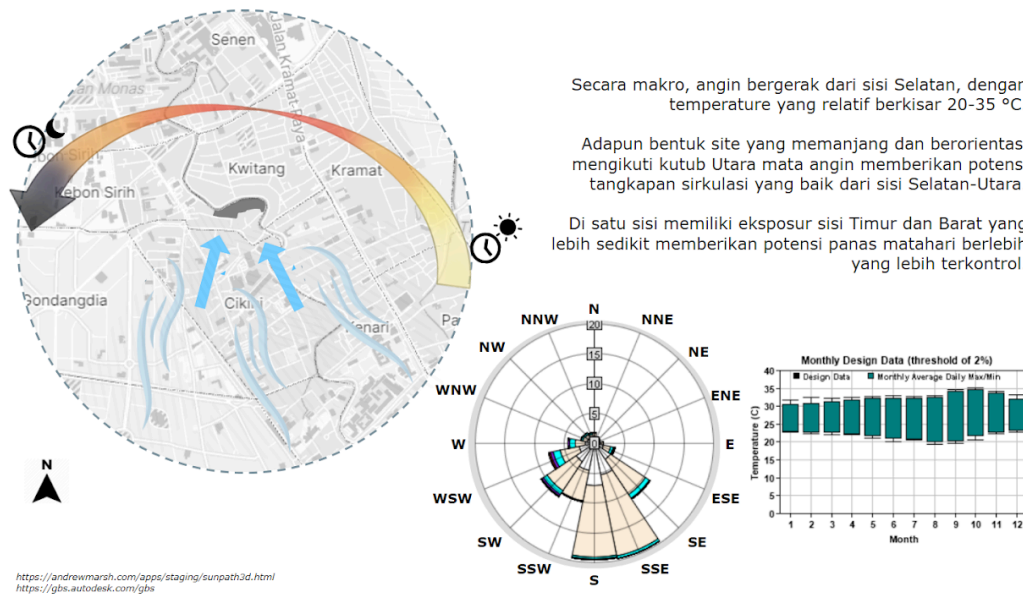 Senen
Jalan Kramat Raya
an Monas
Kebon Sirih
Kwitang
Kramat
Kebon Sirih
Gondangdia
Cikini
Kenari
Pa
N
Secara makro, angin bergerak dari sisi Selatan, dengan
temperature yang relatif berkisar 20-35 °C
Adapun bentuk site yang memanjang dan berorientas
mengikuti kutub Utara mata angin memberikan potens
tangkapan sirkulasi yang baik dari sisi Selatan-Utara
Di satu sisi memiliki eksposur sisi Timur dan Barat yang
lebih sedikit memberikan potensi panas matahari berlebih
yang lebih terkontrol
N
NNW
NNE
NW
NE
WNW
ENE
W
E
WSW
ESE
SW
SE
SSW
SSE
S
20
15
10
5
0
Monthly Design Data (threshold of 2%)
Design Data
Monthly Average Daily Max/Min
Temperature (C)
40
35
30
25
20
15
10
5
0
1 2 3 4 5 6 7 8 9 10 11 12
Month
https://andrewmarsh.com/apps/staging/sunpath3d.html
https://gbs.autodesk.com/gbs